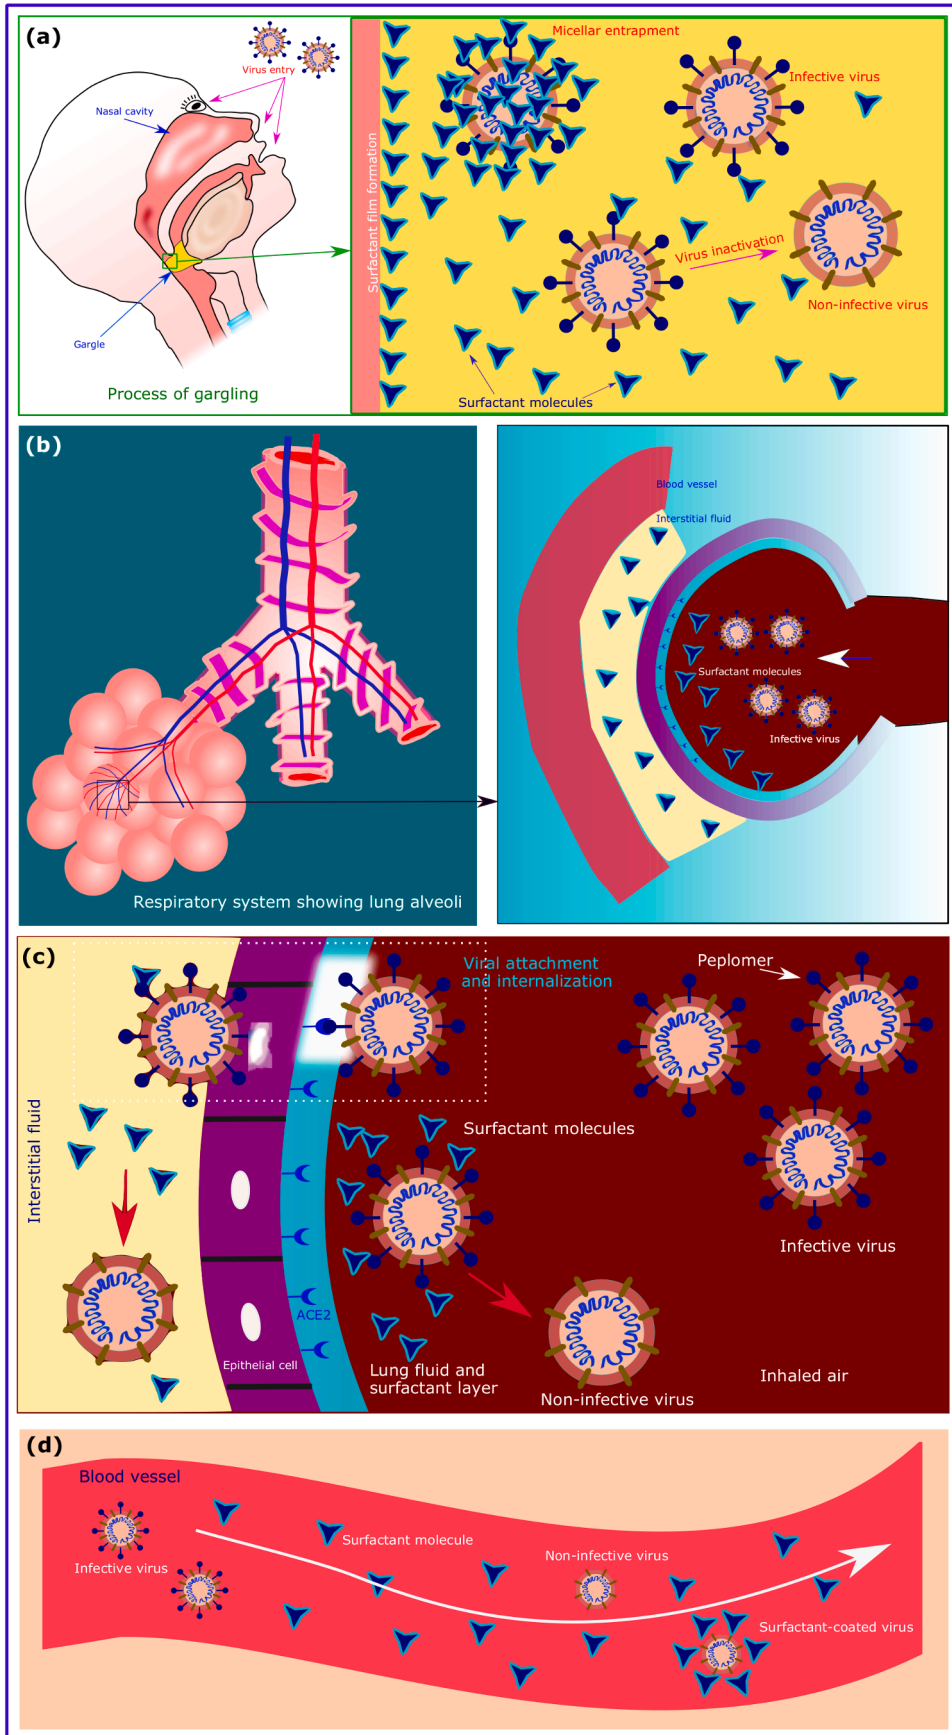 (a)
Virus entry
Nasal cavity
Gargle
Process of gargling
Surfactant film formation
Micellar entrapment
Infective virus
Virus inactivation
Non-infective virus
Surfactant molecules
(b)
Respiratory system showing lung alveoli
Blood vessel
Interstitial fluid
Surfactant molecules
Infective virus
(c)
Viral attachment
and internalization
Peplomer
Interstitial fluid
Surfactant molecules
Infective virus
ACE2
Epithelial cell
Lung fluid and
surfactant layer
Non-infective virus
Inhaled air
(d)
Blood vessel
Infective virus
Surfactant molecule
Non-infective virus
Surfactant-coated virus